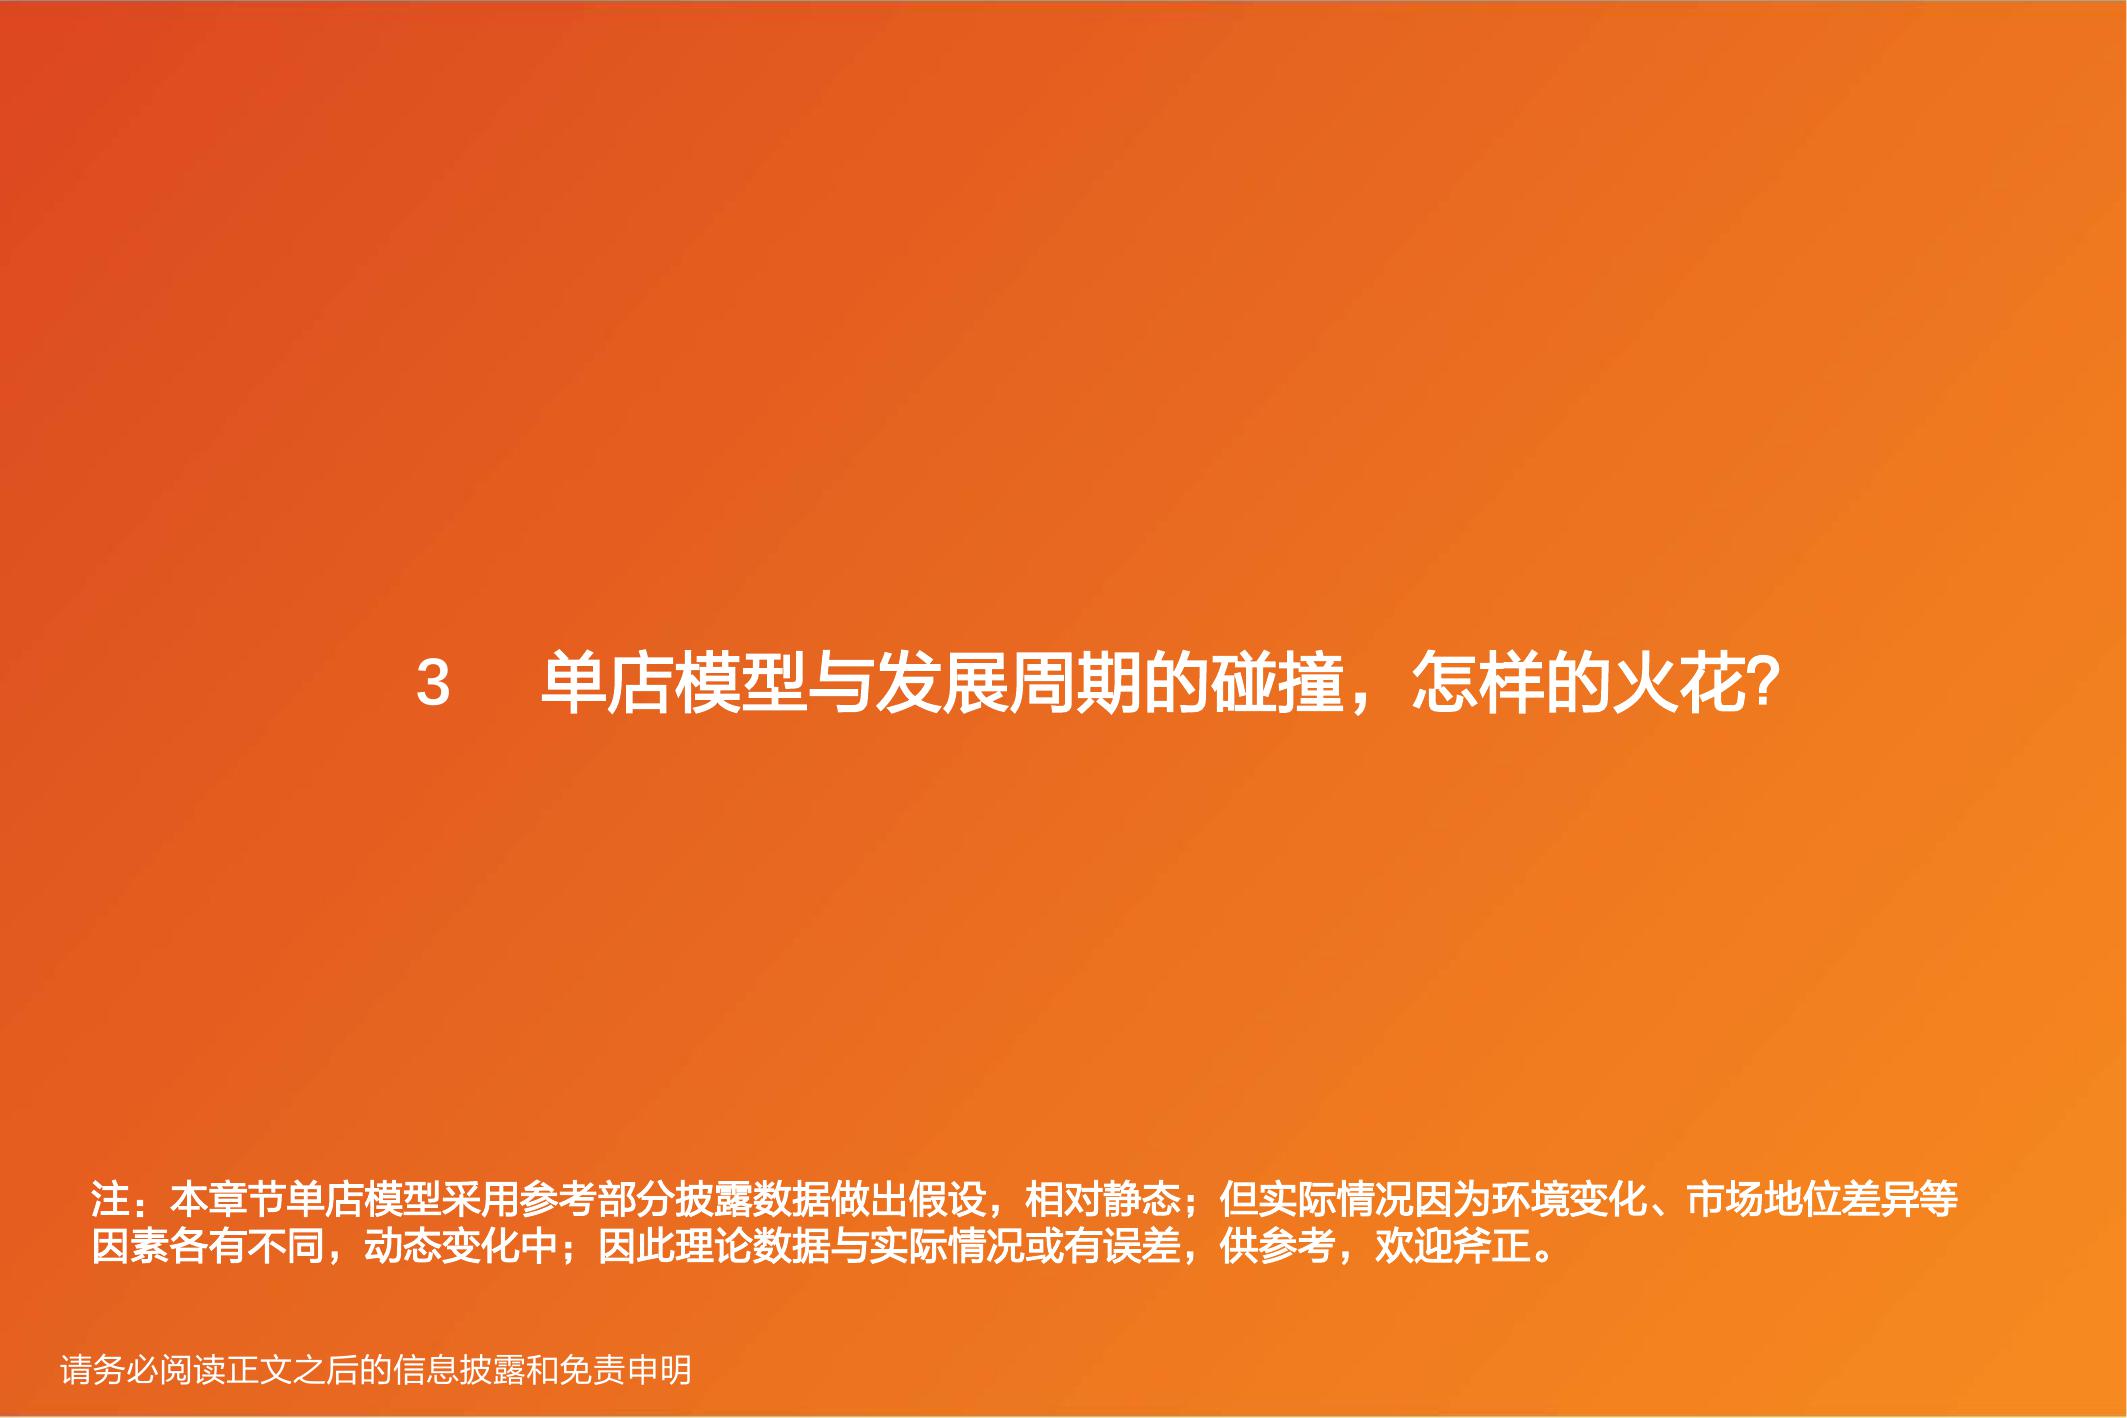 3 单店模型与发展周期的碰撞，怎样的火花？
注：本章节单店模型采用参考部分披露数据做出假设，相对静态；但实际情况因为环境变化、市场地位差异等
因素各有不同，动态变化中；因此理论数据与实际情况或有误差，供参考，欢迎斧正。
请务必阅读正文之后的信息披露和免责申明